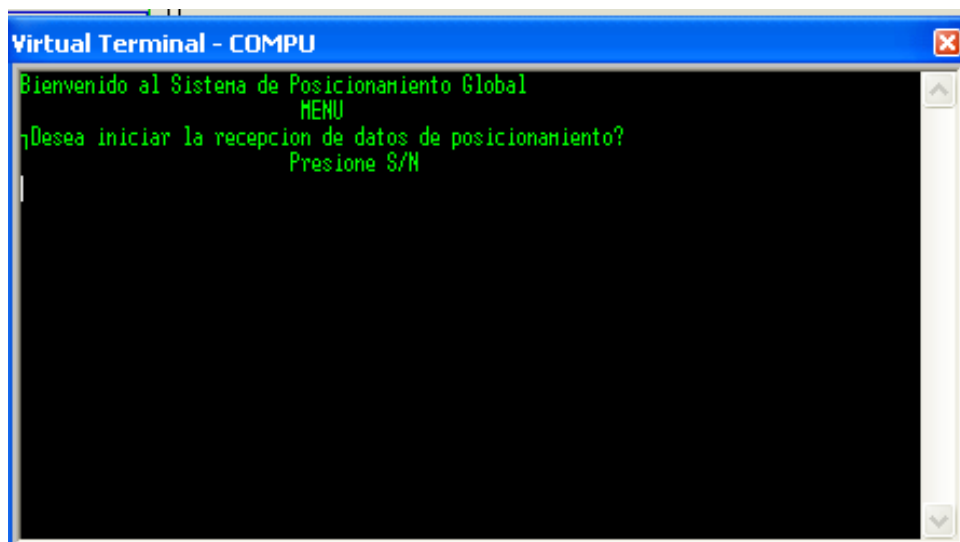 Virtual Terminal - COMPU
Bienvenido al Sistema de Posicionamiento Global
MENU
┐Desea iniciar la recepcion de datos de posicionamiento?
Presione S/N